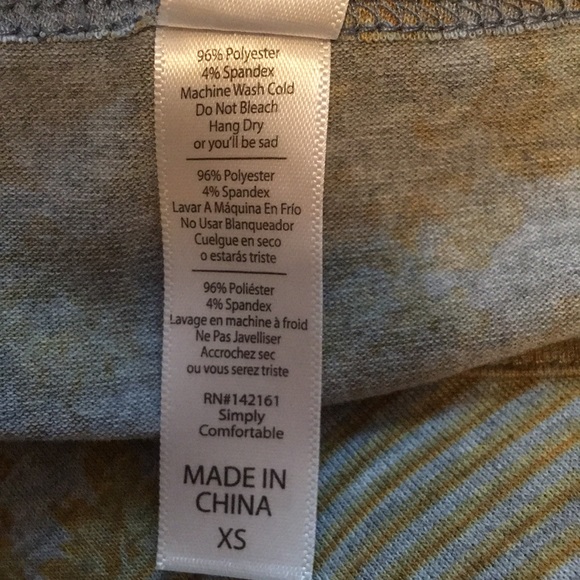 96% Polyester
4% Spandex
Machine Wash Cold
Do Not Bleach
Hang Dry
or you'll be sad
96% Polyester
4% Spandex
Lavar A Máquina En Frío
No Usar Blanqueador
Cuelgue en seco
o estarás triste
96% Poliéster
4% Spandex
Lavage en machine à froid
Ne Pas Javelliser
Accrochez sec
ou vous serez triste
RN#142161
Simply
Comfortable
MADE IN
CHINA
XS